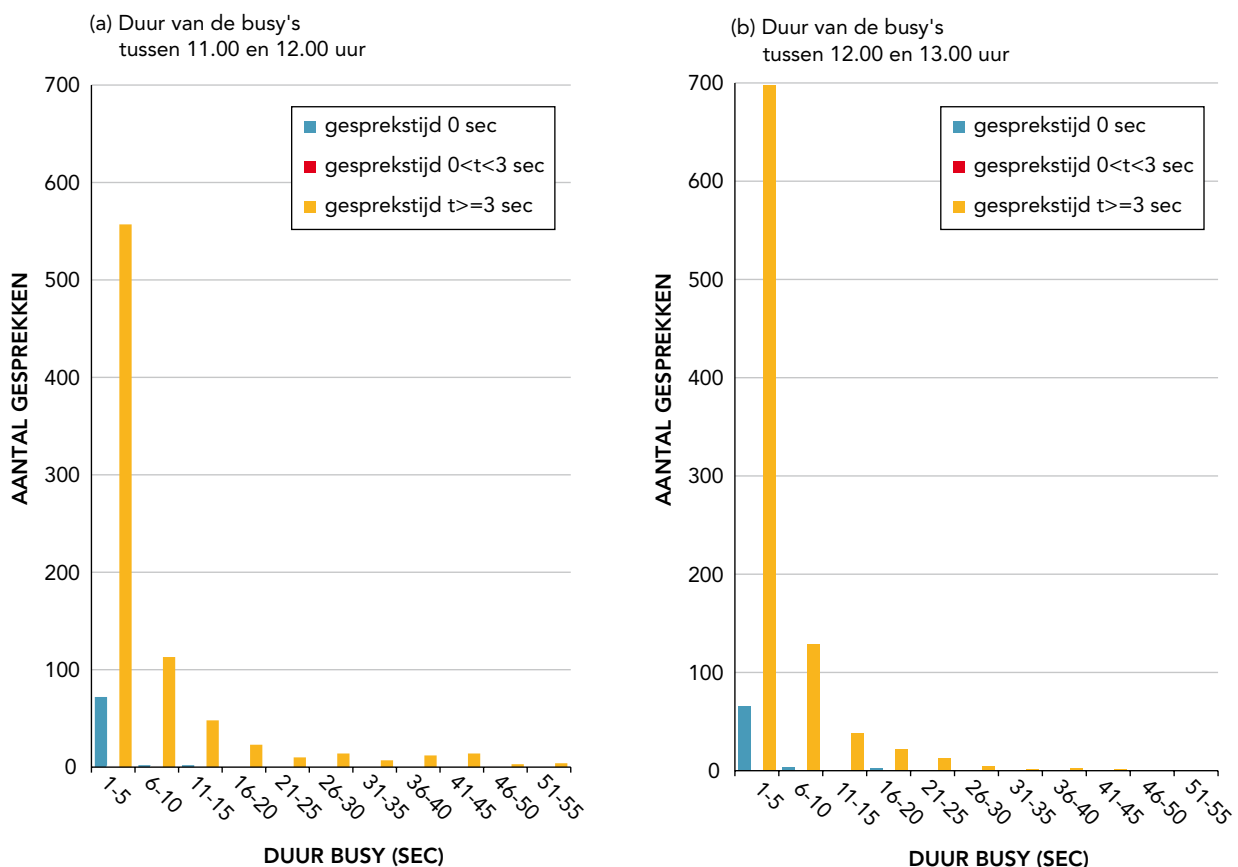 (a) Duur van de busy's
tussen 11.00 en 12.00 uur
700
600
500
400
300
200
100
0
AANTAL GESPREKKEN
gesprekstijd 0 sec
gesprekstijd 0<t<3 sec
gesprekstijd t>=3 sec
1-5
6-10
11-15
16-20
21-25
26-30
31-35
36-40
41-45
46-50
51-55
DUUR BUSY (SEC)
(b) Duur van de busy's
tussen 12.00 en 13.00 uur
700
600
500
400
300
200
100
0
AANTAL GESPREKKEN
gesprekstijd 0 sec
gesprekstijd 0<t<3 sec
gesprekstijd t>=3 sec
1-5
6-10
11-15
16-20
21-25
26-30
31-35
36-40
41-45
46-50
51-55
DUUR BUSY (SEC)